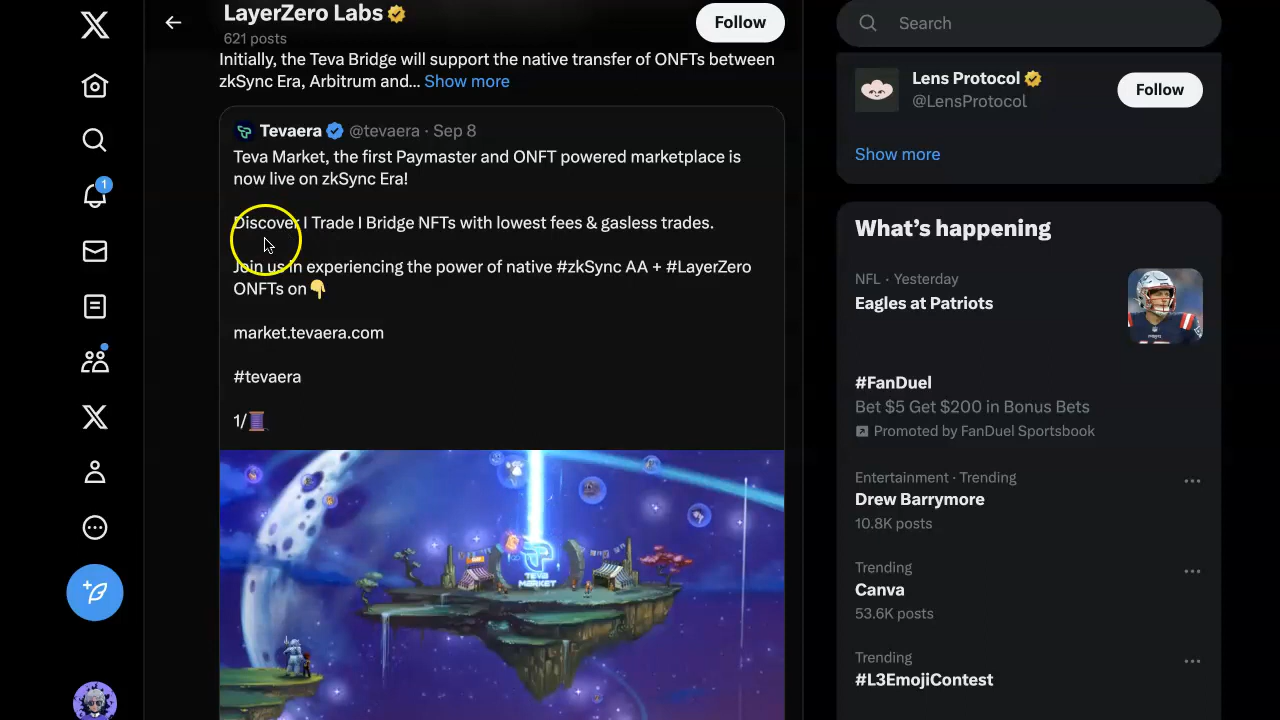 LayerZero Labs
621 posts
Follow
Initially, the Teva Bridge will support the native transfer of ONFTs between
zkSync Era, Arbitrum and... Show more
Tevaera @tevaera · Sep 8
Teva Market, the first Paymaster and ONFT powered marketplace is
now live on zkSync Era!
Discover I Trade I Bridge NFTs with lowest fees & gasless trades.
Join us in experiencing the power of native #zkSync AA + #LayerZero
ONFTs on👇
market.tevaera.com
#tevaera
1/🧵
TEVA
MARKET
1
Search
Lens Protocol
@LensProtocol
Follow
Show more
What’s happening
NFL · Yesterday
Eagles at Patriots
#FanDuel
Bet $5 Get $200 in Bonus Bets
Promoted by FanDuel Sportsbook
Entertainment · Trending
Drew Barrymore
10.8K posts
Trending
Canva
53.6K posts
Trending
#L3EmojiContest